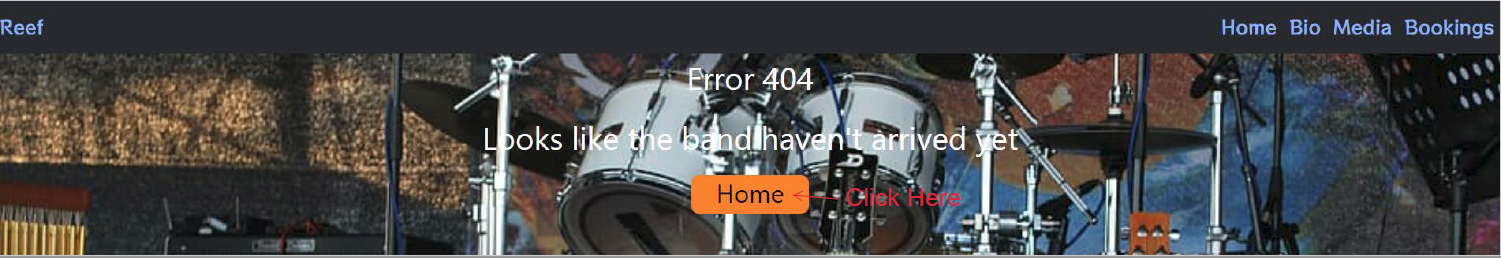 Reef
Home Bio Media Bookings
Error 404
Looks like the band haven't arrived yet
Home
Click Here